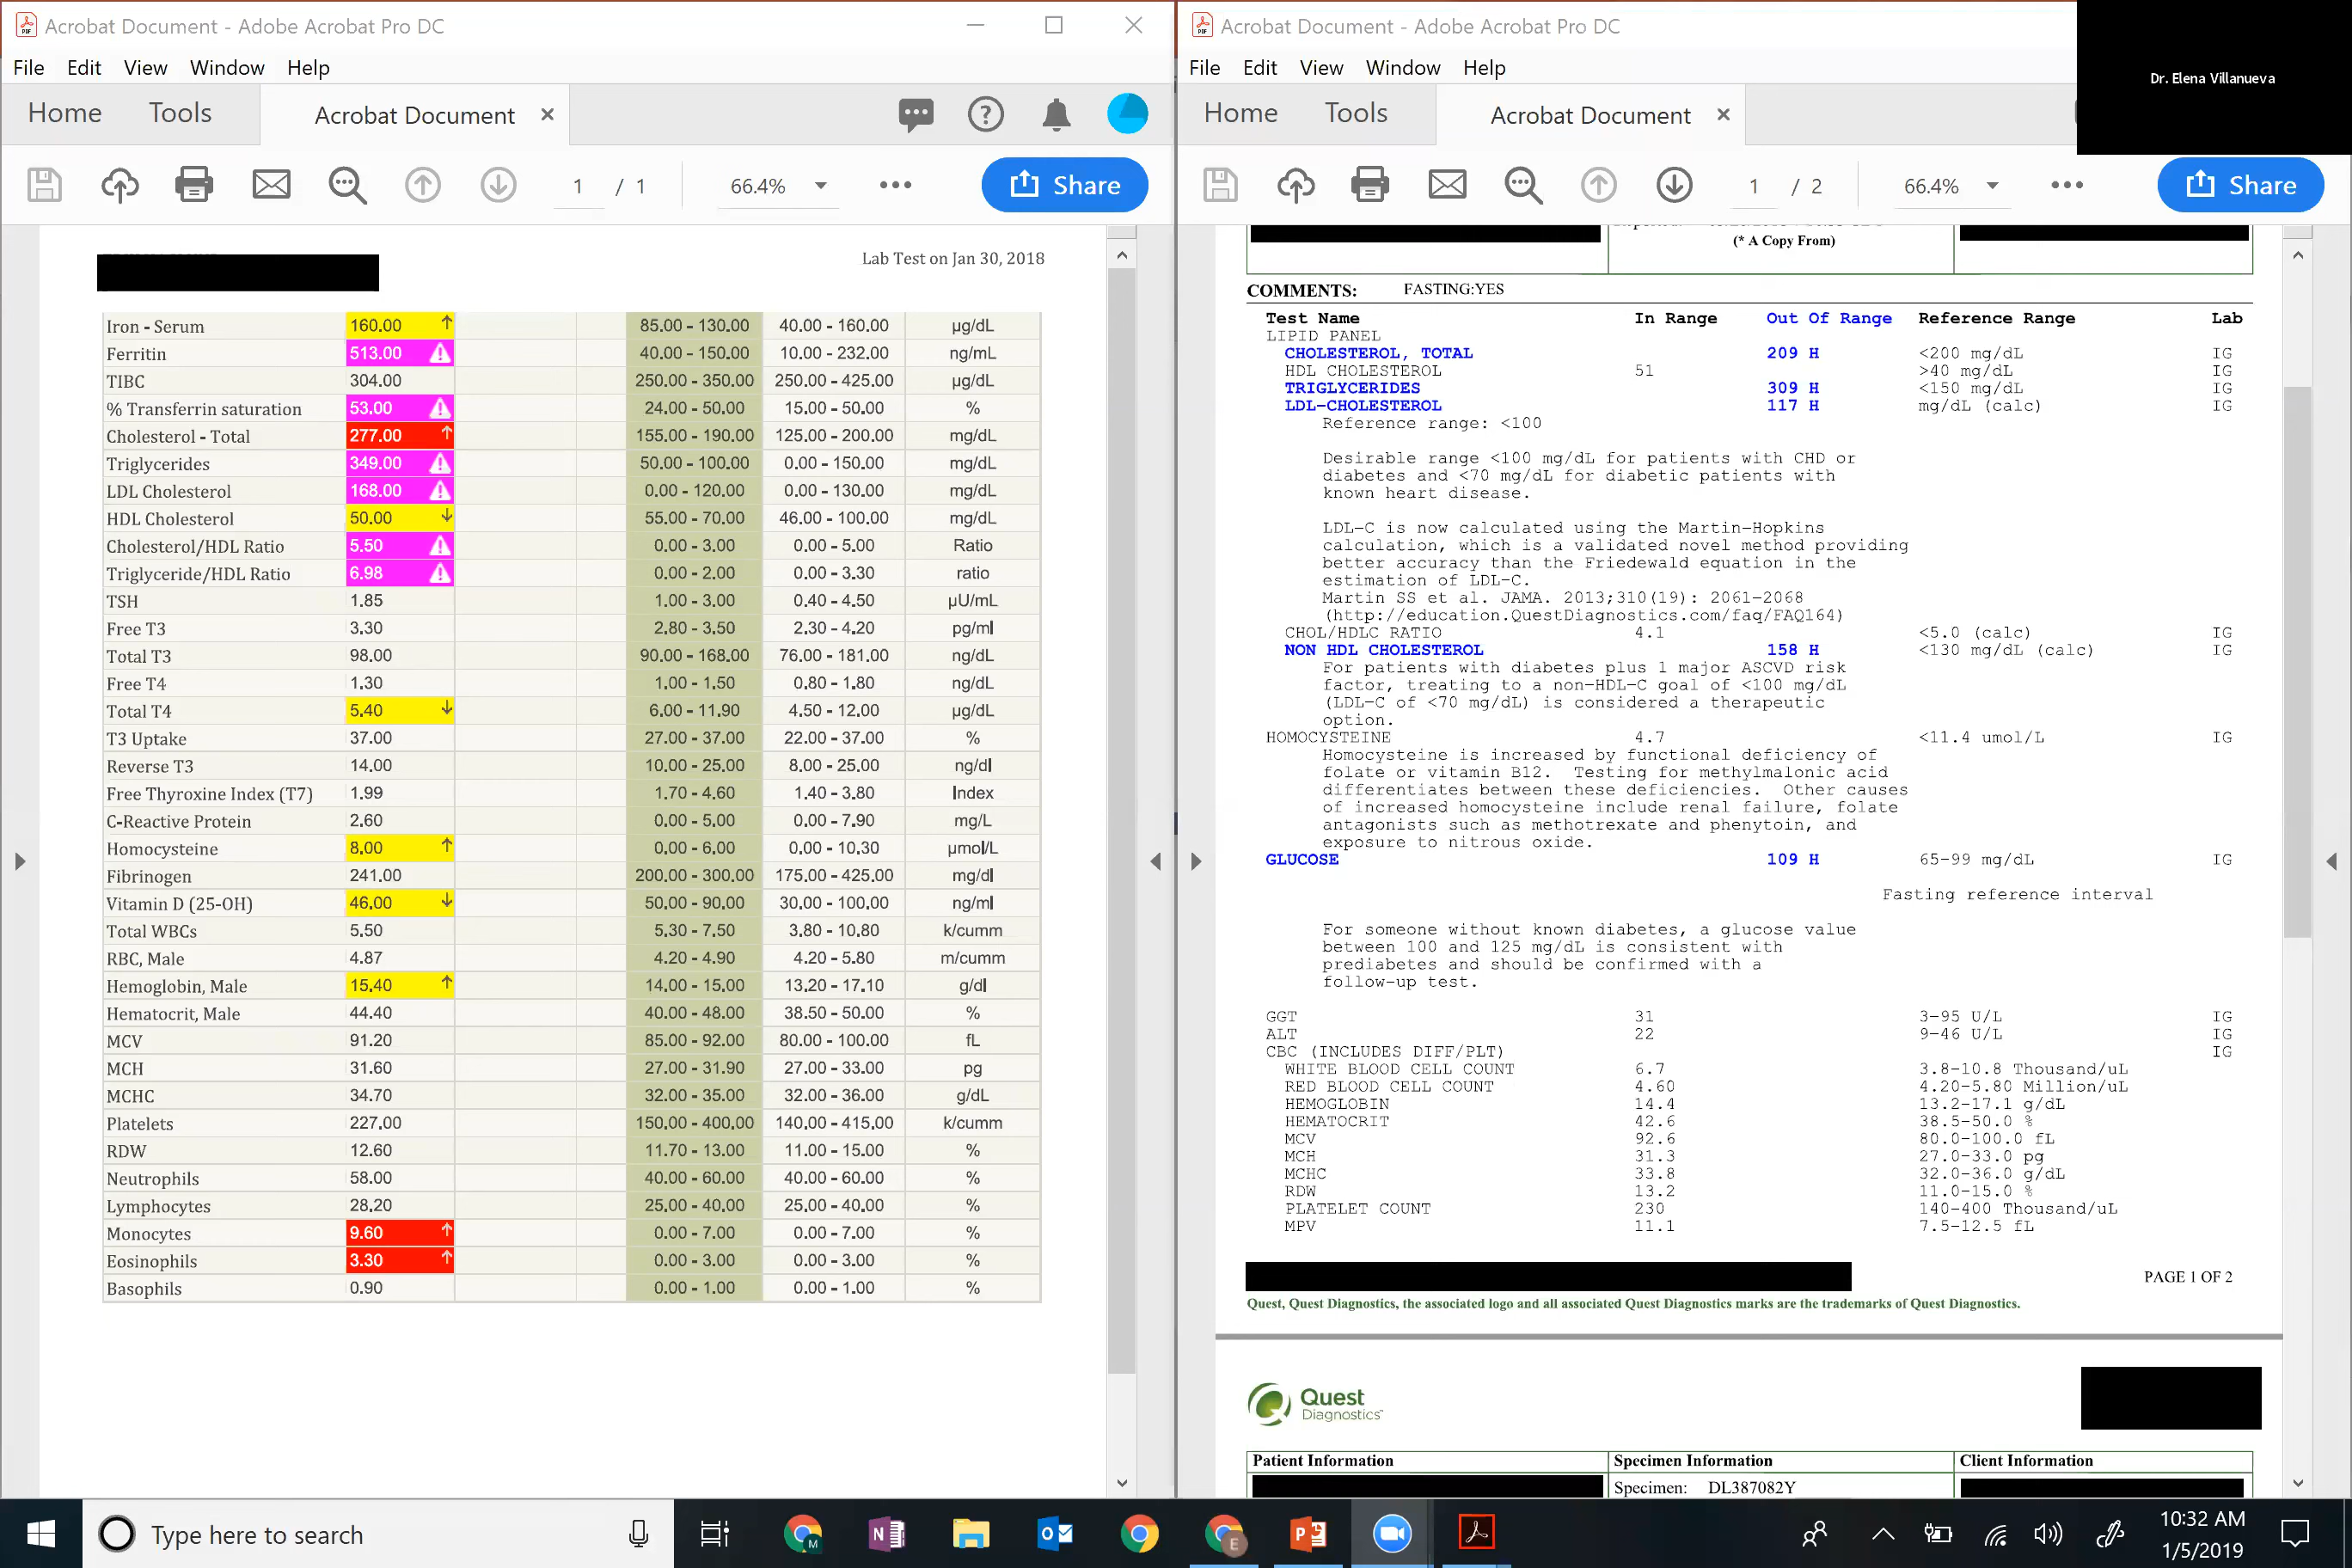 Acrobat Document - Adobe Acrobat Pro DC
File Edit View Window Help
Home Tools Acrobat Document ×
1 / 1 66.4% Share
Lab Test on Jan 30, 2018
Iron - Serum 160.00 85.00 - 130.00 40.00 - 160.00 µg/dL
Ferritin 513.00 40.00 - 150.00 10.00 - 232.00 ng/mL
TIBC 304.00 250.00 - 350.00 250.00 - 425.00 µg/dL
% Transferrin saturation 53.00 24.00 - 50.00 15.00 - 50.00 %
Cholesterol - Total 277.00 155.00 - 190.00 125.00 - 200.00 mg/dL
Triglycerides 349.00 50.00 - 100.00 0.00 - 150.00 mg/dL
LDL Cholesterol 168.00 0.00 - 120.00 0.00 - 130.00 mg/dL
HDL Cholesterol 50.00 55.00 - 70.00 46.00 - 100.00 mg/dL
Cholesterol/HDL Ratio 5.50 0.00 - 3.00 0.00 - 5.00 Ratio
Triglyceride/HDL Ratio 6.98 0.00 - 2.00 0.00 - 3.30 ratio
TSH 1.85 1.00 - 3.00 0.40 - 4.50 µU/mL
Free T3 3.30 2.80 - 3.50 2.30 - 4.20 pg/ml
Total T3 98.00 90.00 - 168.00 76.00 - 181.00 ng/dL
Free T4 1.30 1.00 - 1.50 0.80 - 1.80 ng/dL
Total T4 5.40 6.00 - 11.90 4.50 - 12.00 µg/dL
T3 Uptake 37.00 27.00 - 37.00 22.00 - 37.00 %
Reverse T3 14.00 10.00 - 25.00 8.00 - 25.00 ng/dl
Free Thyroxine Index (T7) 1.99 1.70 - 4.60 1.40 - 3.80 Index
C-Reactive Protein 2.60 0.00 - 5.00 0.00 - 7.90 mg/L
Homocysteine 8.00 0.00 - 6.00 0.00 - 10.30 µmol/L
Fibrinogen 241.00 200.00 - 300.00 175.00 - 425.00 mg/dl
Vitamin D (25-OH) 46.00 50.00 - 90.00 30.00 - 100.00 ng/ml
Total WBCs 5.50 5.30 - 7.50 3.80 - 10.80 k/cumm
RBC, Male 4.87 4.20 - 4.90 4.20 - 5.80 m/cumm
Hemoglobin, Male 15.40 14.00 - 15.00 13.20 - 17.10 g/dl
Hematocrit, Male 44.40 40.00 - 48.00 38.50 - 50.00 %
MCV 91.20 85.00 - 92.00 80.00 - 100.00 fL
MCH 31.60 27.00 - 31.90 27.00 - 33.00 pg
MCHC 34.70 32.00 - 35.00 32.00 - 36.00 g/dL
Platelets 227.00 150.00 - 400.00 140.00 - 415.00 k/cumm
RDW 12.60 11.70 - 13.00 11.00 - 15.00 %
Neutrophils 58.00 40.00 - 60.00 40.00 - 60.00 %
Lymphocytes 28.20 25.00 - 40.00 25.00 - 40.00 %
Monocytes 9.60 0.00 - 7.00 0.00 - 7.00 %
Eosinophils 3.30 0.00 - 3.00 0.00 - 3.00 %
Basophils 0.90 0.00 - 1.00 0.00 - 1.00 %
Acrobat Document - Adobe Acrobat Pro DC
Dr. Elena Villanueva
File Edit View Window Help
Home Tools Acrobat Document ×
1 / 2 66.4% Share
(* A Copy From)
COMMENTS: FASTING:YES
Test Name In Range Out Of Range Reference Range Lab
LIPID PANEL
CHOLESTEROL, TOTAL 209 H <200 mg/dL IG
HDL CHOLESTEROL 51 >40 mg/dL IG
TRIGLYCERIDES 309 H <150 mg/dL IG
LDL-CHOLESTEROL 117 H mg/dL (calc) IG
Reference range: <100
Desirable range <100 mg/dL for patients with CHD or
diabetes and <70 mg/dL for diabetic patients with
known heart disease.
LDL-C is now calculated using the Martin-Hopkins
calculation, which is a validated novel method providing
better accuracy than the Friedewald equation in the
estimation of LDL-C.
Martin SS et al. JAMA. 2013;310(19): 2061-2068
(http://education.QuestDiagnostics.com/faq/FAQ164)
CHOL/HDLC RATIO 4.1 <5.0 (calc) IG
NON HDL CHOLESTEROL 158 H <130 mg/dL (calc) IG
For patients with diabetes plus 1 major ASCVD risk
factor, treating to a non-HDL-C goal of <100 mg/dL
(LDL-C of <70 mg/dL) is considered a therapeutic
option.
HOMOCYSTEINE 4.7 <11.4 umol/L IG
Homocysteine is increased by functional deficiency of
folate or vitamin B12. Testing for methylmalonic acid
differentiates between these deficiencies. Other causes
of increased homocysteine include renal failure, folate
antagonists such as methotrexate and phenytoin, and
exposure to nitrous oxide.
GLUCOSE 109 H 65-99 mg/dL IG
Fasting reference interval
For someone without known diabetes, a glucose value
between 100 and 125 mg/dL is consistent with
prediabetes and should be confirmed with a
follow-up test.
GGT 31 3-95 U/L IG
ALT 22 9-46 U/L IG
CBC (INCLUDES DIFF/PLT) IG
WHITE BLOOD CELL COUNT 6.7 3.8-10.8 Thousand/uL
RED BLOOD CELL COUNT 4.60 4.20-5.80 Million/uL
HEMOGLOBIN 14.4 13.2-17.1 g/dL
HEMATOCRIT 42.6 38.5-50.0 %
MCV 92.6 80.0-100.0 fL
MCH 31.3 27.0-33.0 pg
MCHC 33.8 32.0-36.0 g/dL
RDW 13.2 11.0-15.0 %
PLATELET COUNT 230 140-400 Thousand/uL
MPV 11.1 7.5-12.5 fL
PAGE 1 OF 2
Quest, Quest Diagnostics, the associated logo and all associated Quest Diagnostics marks are the trademarks of Quest Diagnostics.
Quest
Diagnostics
Patient Information Specimen Information Client Information
Specimen: DL387082Y
Type here to search
10:32 AM
1/5/2019